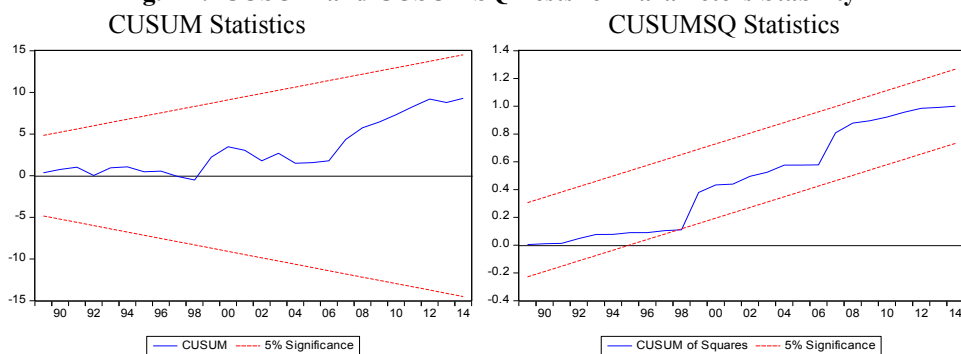 CUSUM Statistics
CUSUMSQ Statistics
15
10
5
0
-5
-10
-15
90 92 94 96 98 00 02 04 06 08 10 12 14
CUSUM 5% Significance
1.4
1.2
1.0
0.8
0.6
0.4
0.2
0.0
-0.2
-0.4
90 92 94 96 98 00 02 04 06 08 10 12 14
CUSUM of Squares 5% Significance